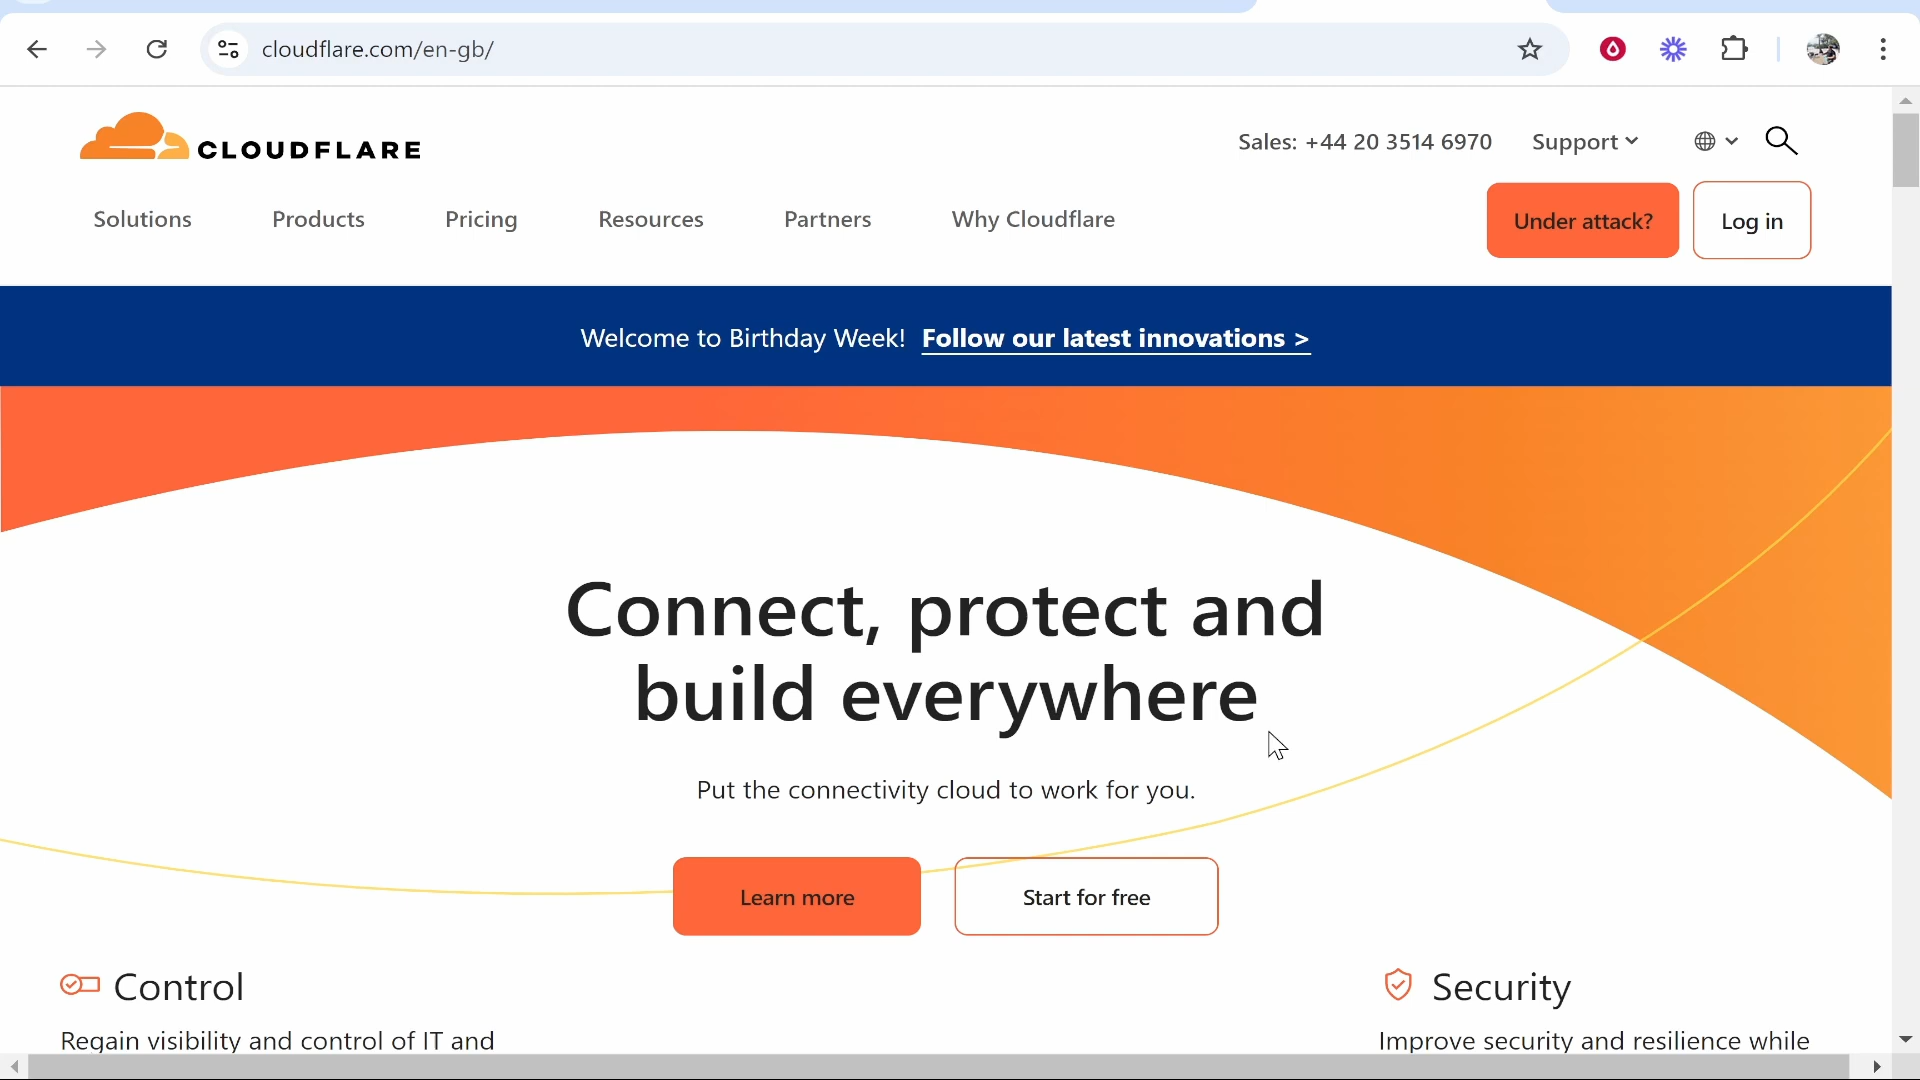 cloudflare.com/en-gb/
CLOUDFLARE
Sales: +44 20 3514 6970 Support
Solutions Products Pricing Resources Partners Why Cloudflare Under attack? Log in
Welcome to Birthday Week! Follow our latest innovations >
Connect, protect and
build everywhere
Put the connectivity cloud to work for you.
Learn more Start for free
Control
Regain visibility and control of IT and
Security
Improve security and resilience while